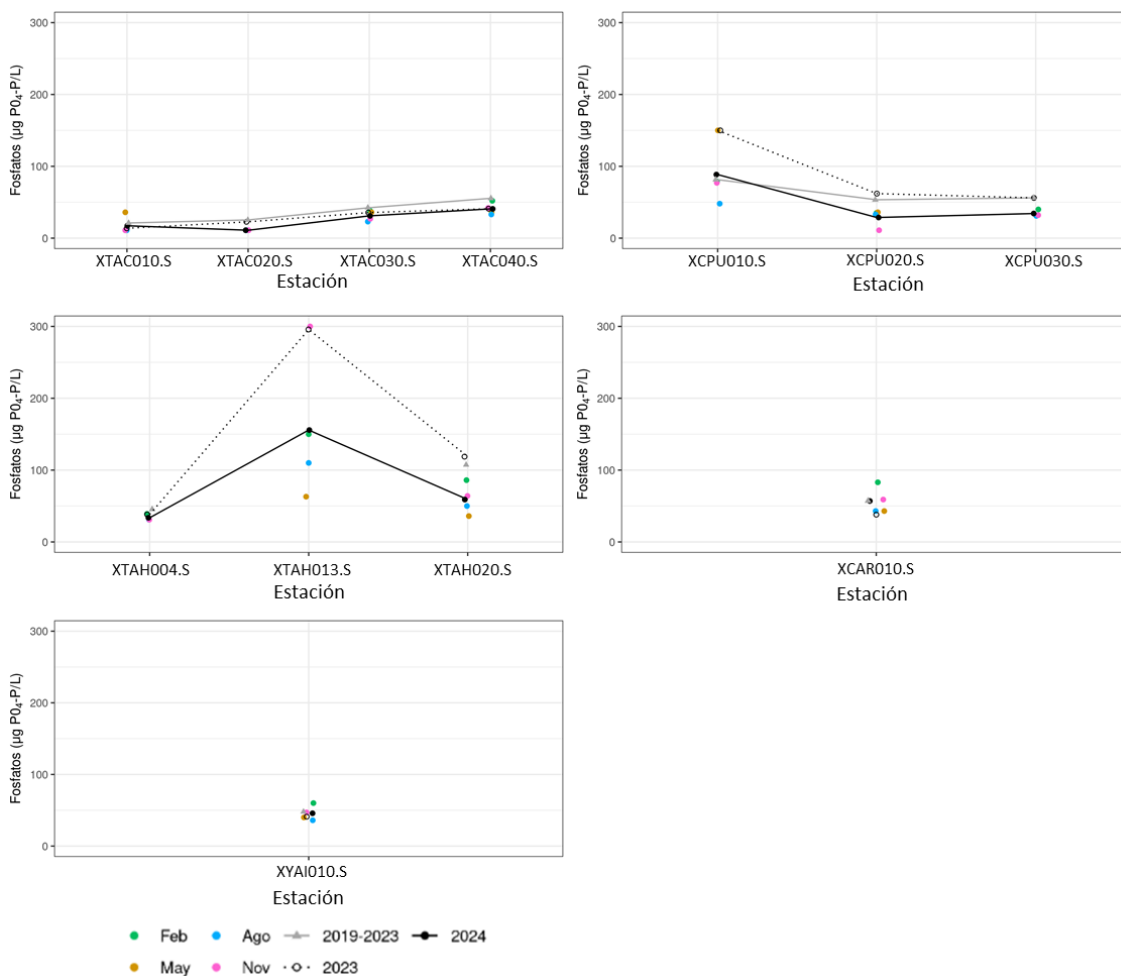 300
200
100
0
Fosfatos (µg P0₄-P/L)
XTAC010.S XTAC020.S XTAC030.S XTAC040.S
Estación
300
200
100
0
Fosfatos (µg P0₄-P/L)
XCPU010.S XCPU020.S XCPU030.S
Estación
300
200
100
0
Fosfatos (µg P0₄-P/L)
XTAH004.S XTAH013.S XTAH020.S
Estación
300
200
100
0
Fosfatos (µg P0₄-P/L)
XCAR010.S
Estación
300
200
100
0
Fosfatos (µg P0₄-P/L)
XYAI010.S
Estación
Feb Ago 2019-2023 2024
May Nov 2023